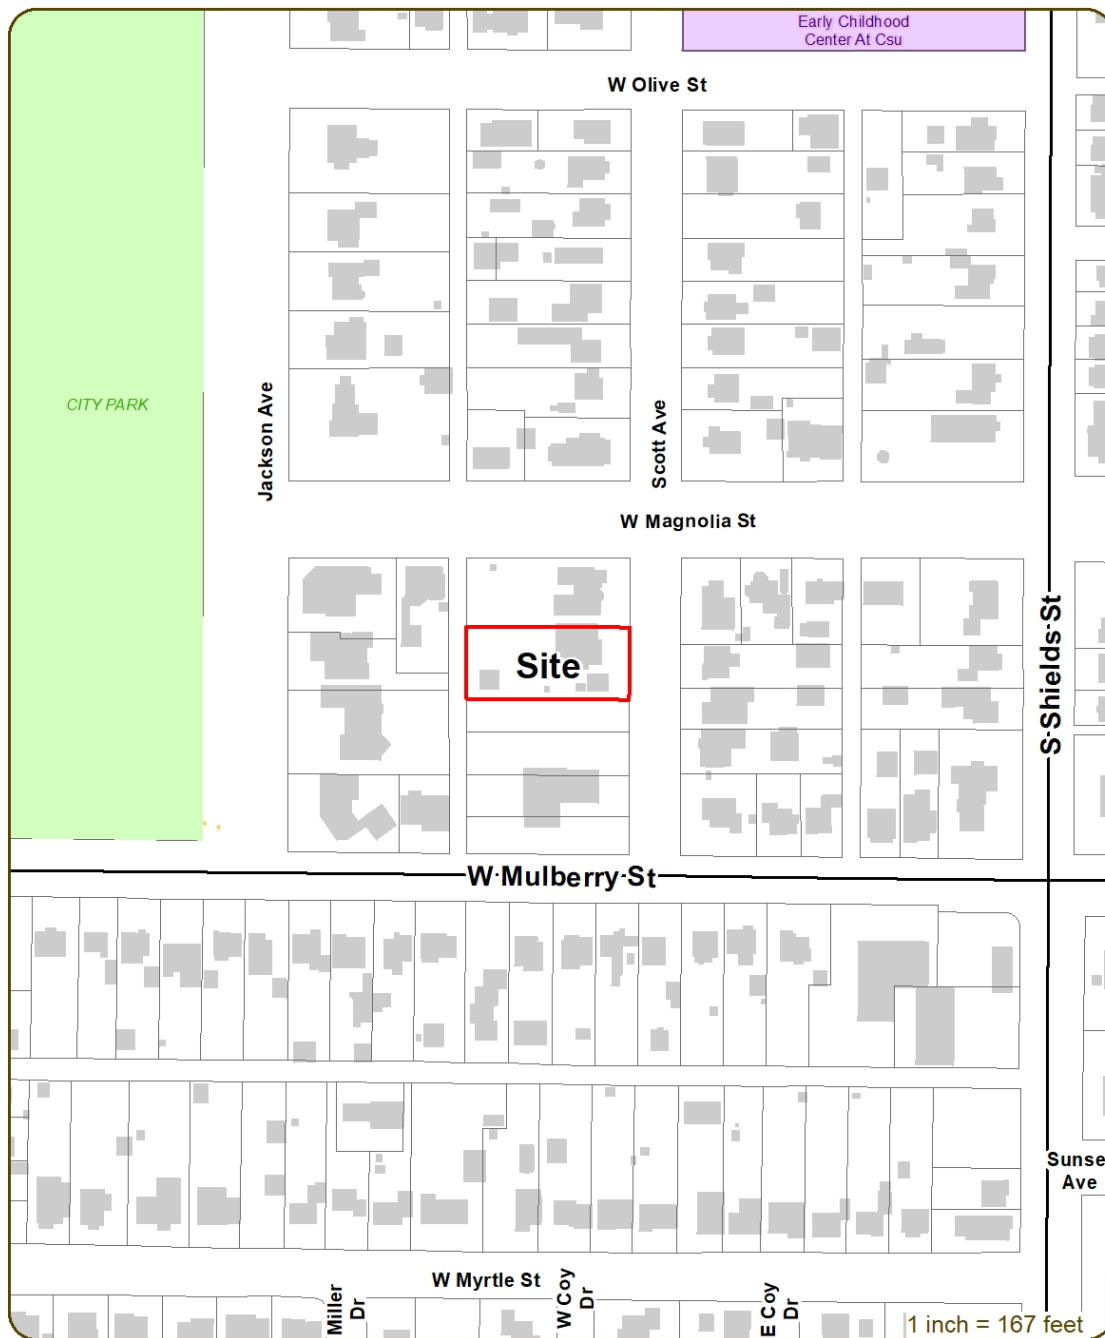 Early Childhood
Center At Csu
W Olive St
CITY PARK
Jackson Ave
Scott Ave
W Magnolia St
S Shields St
Site
W Mulberry St
Sunse
Ave
W Myrtle St
Miller
Dr
W Coy
Dr
E Coy
Dr
1 inch = 167 feet